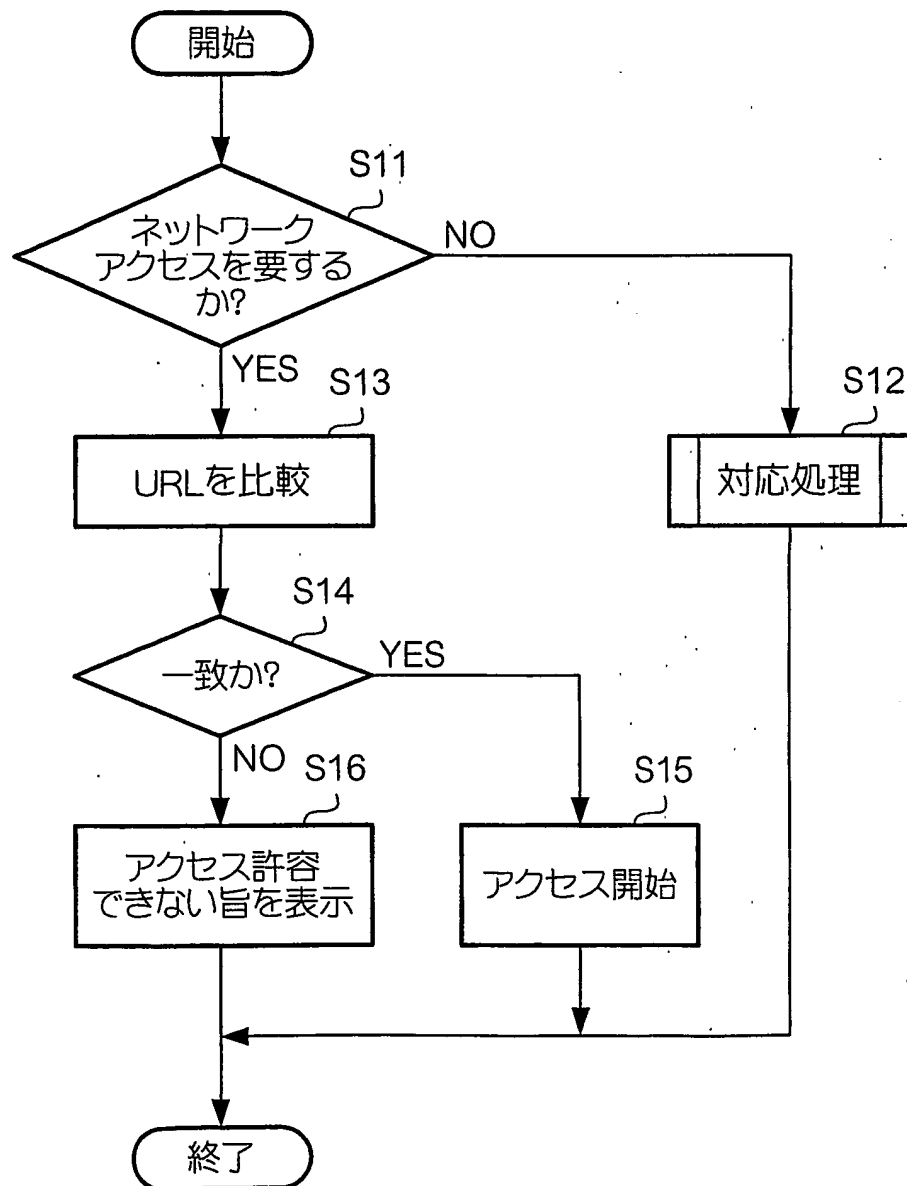 開始
S11
ネットワーク
アクセスを要する
か?
NO
YES
S13
URLを比較
S12
対応処理
S14
一致か?
YES
NO
S16
アクセス許容
できない旨を表示
S15
アクセス開始
終了